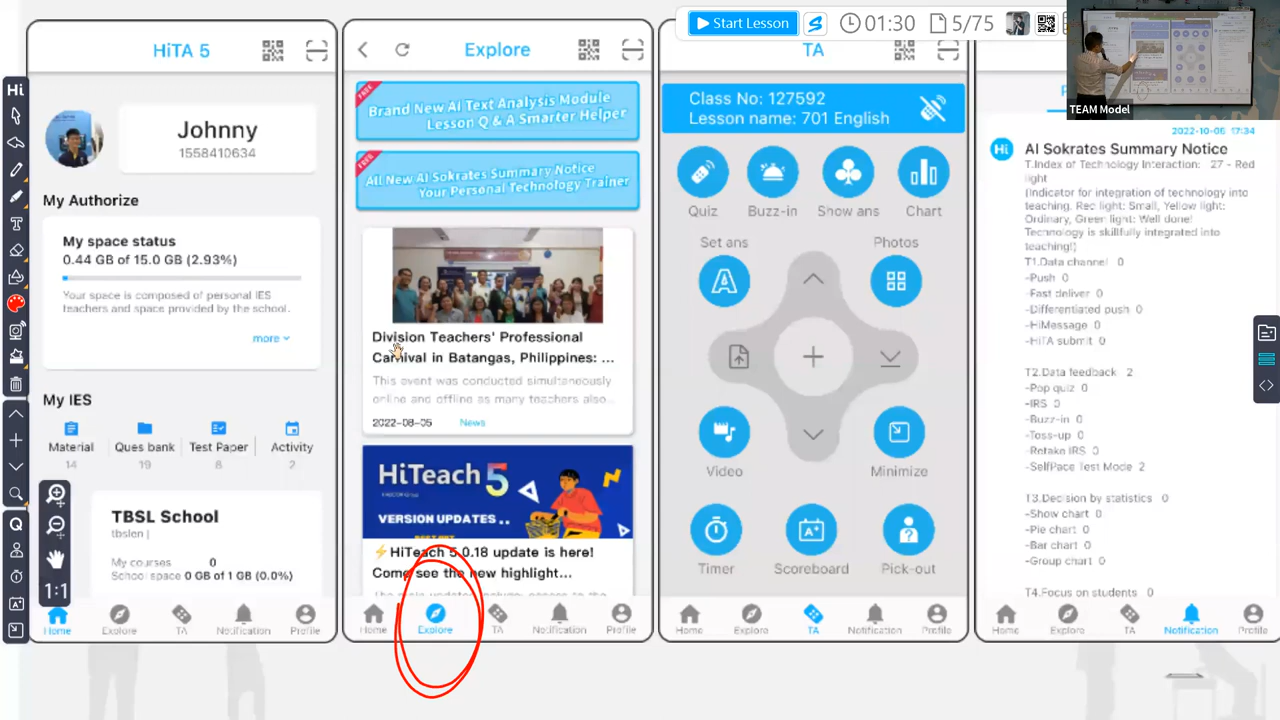 Start Lesson
01:30
5/75
TEAM Model
Hi
Q
1:1
HiTA 5
Johnny
1558410634
My Authorize
My space status
0.44 GB of 15.0 GB (2.93%)
Your space is composed of personal IES
teachers and space provided by the school.
more
My IES
Material
Ques bank
Test Paper
Activity
14
19
8
2
TBSL School
tbslen |
My courses 0
School space 0 GB of 1 GB (0.0%)
Home
Explore
TA
Notification
Profile
Explore
FREE
Brand New AI Text Analysis Module
Lesson Q & A Smarter Helper
FREE
All New AI Sokrates Summary Notice
Your Personal Technology Trainer
Division Teachers' Professional
Carnival in Batangas, Philippines: ...
This event was conducted simultaneously
online and offline as many teachers also...
2022-08-05 News
HiTeach 5
VERSION UPDATES ..
⚡HiTeach 5.0.18 update is here!
Come see the new highlight...
Home
Explore
TA
Notification
Profile
TA
Class No: 127592
Lesson name: 701 English
Quiz
Buzz-in
Show ans
Chart
Set ans
Photos
Video
Minimize
Timer
Scoreboard
Pick-out
Home
Explore
TA
Notification
Profile
2022-10-06 17:34
Hi
AI Sokrates Summary Notice
T.Index of Technology Interaction: 27 - Red
light
(Indicator for integration of technology into
teaching. Red light: Small, Yellow light:
Ordinary, Green light: Well done!
Technology is skillfully integrated into
teaching!)
T1.Data channel 0
-Push 0
-Fast deliver 0
-Differentiated push 0
-HiMessage 0
-HiTA submit 0
T2.Data feedback 2
-Pop quiz 0
-IRS 0
-Buzz-in 0
-Toss-up 0
-Retake IRS 0
-SelfPace Test Mode 2
T3.Decision by statistics 0
-Show chart 0
-Pie chart 0
-Bar chart 0
-Group chart 0
T4.Focus on students 0
Home
Explore
TA
Notification
Profile